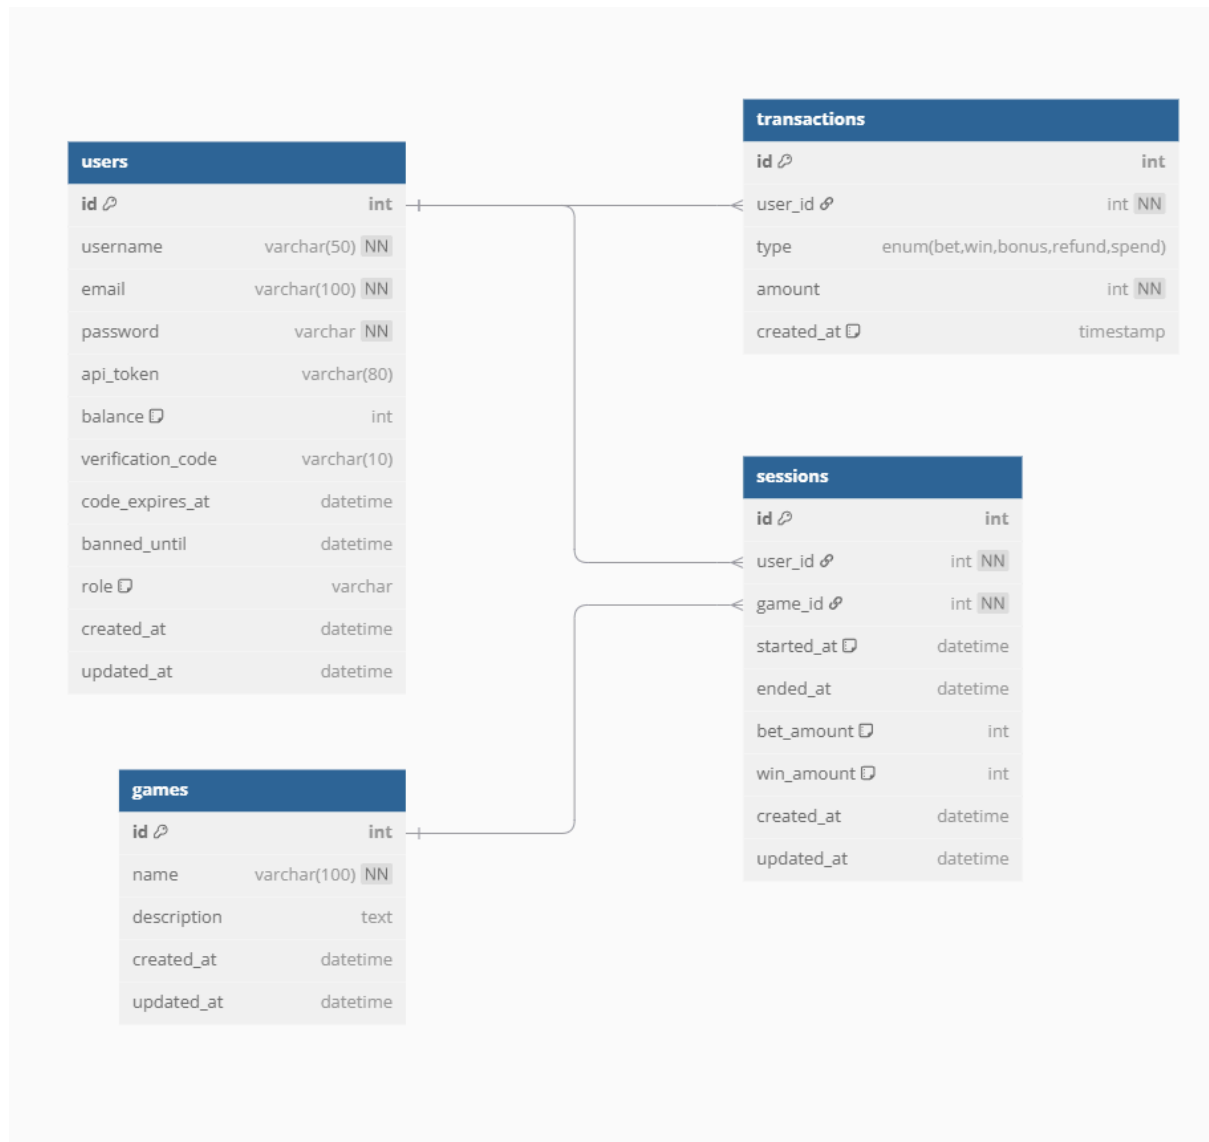 users
id int
username varchar(50) NN
email varchar(100) NN
password varchar NN
api_token varchar(80)
balance int
verification_code varchar(10)
code_expires_at datetime
banned_until datetime
role varchar
created_at datetime
updated_at datetime
transactions
id int
user_id int NN
type enum(bet,win,bonus,refund,spend)
amount int NN
created_at timestamp
sessions
id int
user_id int NN
game_id int NN
started_at datetime
ended_at datetime
bet_amount int
win_amount int
created_at datetime
updated_at datetime
games
id int
name varchar(100) NN
description text
created_at datetime
updated_at datetime